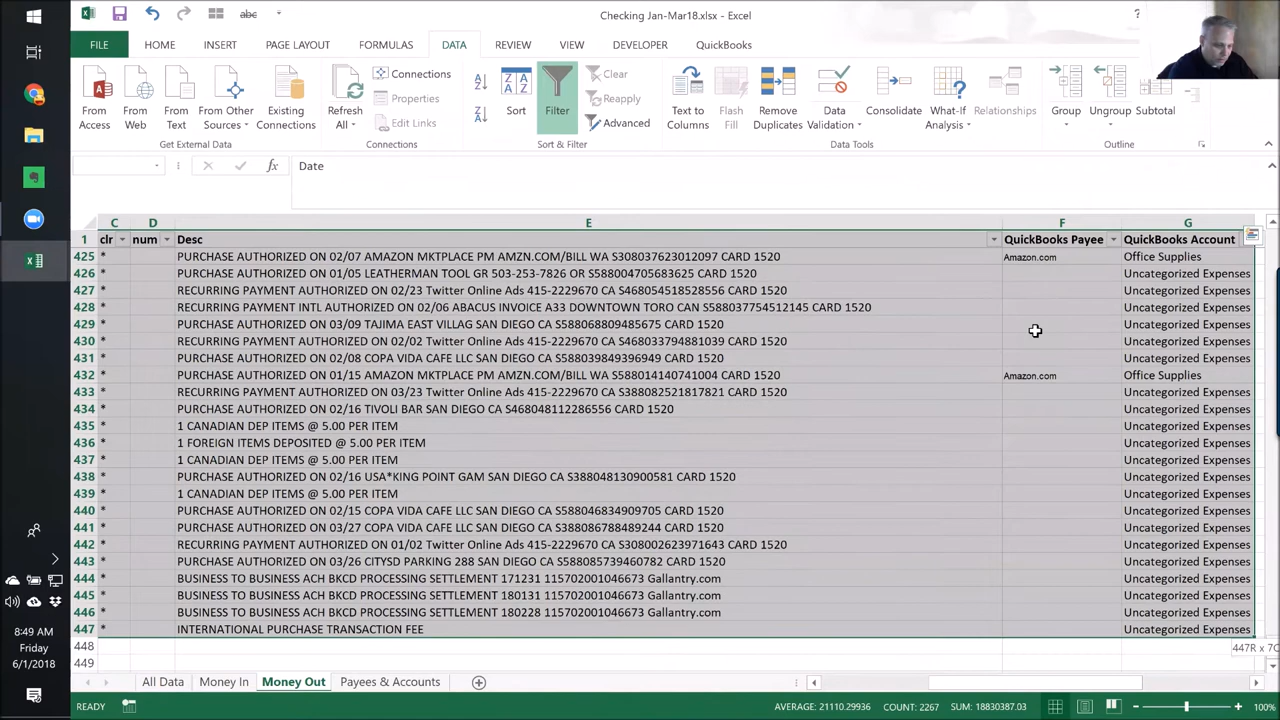 Checking Jan-Mar18.xlsx - Excel
?
abc
FILE HOME INSERT PAGE LAYOUT FORMULAS DATA REVIEW VIEW DEVELOPER QuickBooks
From Access
From Web
From Text
From Other Sources
Existing Connections
Get External Data
Refresh All
Connections
Properties
Edit Links
Connections
Sort
Filter
Clear
Reapply
Advanced
Sort & Filter
Text to Columns
Flash Fill
Remove Duplicates
Data Validation
Consolidate
What-If Analysis
Relationships
Data Tools
Group
Ungroup
Subtotal
Outline
fx Date
C D E F G
1 clr num Desc QuickBooks Payee QuickBooks Account
425 * PURCHASE AUTHORIZED ON 02/07 AMAZON MKTPLACE PM AMZN.COM/BILL WA S308037623012097 CARD 1520 Amazon.com Office Supplies
426 * PURCHASE AUTHORIZED ON 01/05 LEATHERMAN TOOL GR 503-253-7826 OR S588004705683625 CARD 1520 Uncategorized Expenses
427 * RECURRING PAYMENT AUTHORIZED ON 02/23 Twitter Online Ads 415-2229670 CA S468054518528556 CARD 1520 Uncategorized Expenses
428 * RECURRING PAYMENT INTL AUTHORIZED ON 02/06 ABACUS INVOICE A33 DOWNTOWN TORO CAN S588037754512145 CARD 1520 Uncategorized Expenses
429 * PURCHASE AUTHORIZED ON 03/09 TAJIMA EAST VILLAG SAN DIEGO CA S588068809485675 CARD 1520 Uncategorized Expenses
430 * RECURRING PAYMENT AUTHORIZED ON 02/02 Twitter Online Ads 415-2229670 CA S468033794881039 CARD 1520 Uncategorized Expenses
431 * PURCHASE AUTHORIZED ON 02/08 COPA VIDA CAFE LLC SAN DIEGO CA S588039849396949 CARD 1520 Uncategorized Expenses
432 * PURCHASE AUTHORIZED ON 01/15 AMAZON MKTPLACE PM AMZN.COM/BILL WA S588014140741004 CARD 1520 Amazon.com Office Supplies
433 * RECURRING PAYMENT AUTHORIZED ON 03/23 Twitter Online Ads 415-2229670 CA S388082521817821 CARD 1520 Uncategorized Expenses
434 * PURCHASE AUTHORIZED ON 02/16 TIVOLI BAR SAN DIEGO CA S468048112286556 CARD 1520 Uncategorized Expenses
435 * 1 CANADIAN DEP ITEMS @ 5.00 PER ITEM Uncategorized Expenses
436 * 1 FOREIGN ITEMS DEPOSITED @ 5.00 PER ITEM Uncategorized Expenses
437 * 1 CANADIAN DEP ITEMS @ 5.00 PER ITEM Uncategorized Expenses
438 * PURCHASE AUTHORIZED ON 02/16 USA*KING POINT GAM SAN DIEGO CA S388048130900581 CARD 1520 Uncategorized Expenses
439 * 1 CANADIAN DEP ITEMS @ 5.00 PER ITEM Uncategorized Expenses
440 * PURCHASE AUTHORIZED ON 02/15 COPA VIDA CAFE LLC SAN DIEGO CA S588046834909705 CARD 1520 Uncategorized Expenses
441 * PURCHASE AUTHORIZED ON 03/27 COPA VIDA CAFE LLC SAN DIEGO CA S388086788489244 CARD 1520 Uncategorized Expenses
442 * RECURRING PAYMENT AUTHORIZED ON 01/02 Twitter Online Ads 415-2229670 CA S308002623971643 CARD 1520 Uncategorized Expenses
443 * PURCHASE AUTHORIZED ON 03/26 CITYSD PARKING 288 SAN DIEGO CA S588085739460782 CARD 1520 Uncategorized Expenses
444 * BUSINESS TO BUSINESS ACH BKCD PROCESSING SETTLEMENT 171231 115702001046673 Gallantry.com Uncategorized Expenses
445 * BUSINESS TO BUSINESS ACH BKCD PROCESSING SETTLEMENT 180131 115702001046673 Gallantry.com Uncategorized Expenses
446 * BUSINESS TO BUSINESS ACH BKCD PROCESSING SETTLEMENT 180228 115702001046673 Gallantry.com Uncategorized Expenses
447 * INTERNATIONAL PURCHASE TRANSACTION FEE Uncategorized Expenses
448
447R x 7C
449
All Data Money In Money Out Payees & Accounts
READY AVERAGE: 21110.29936 COUNT: 2267 SUM: 18830387.03 100%
8:49 AM
Friday
6/1/2018